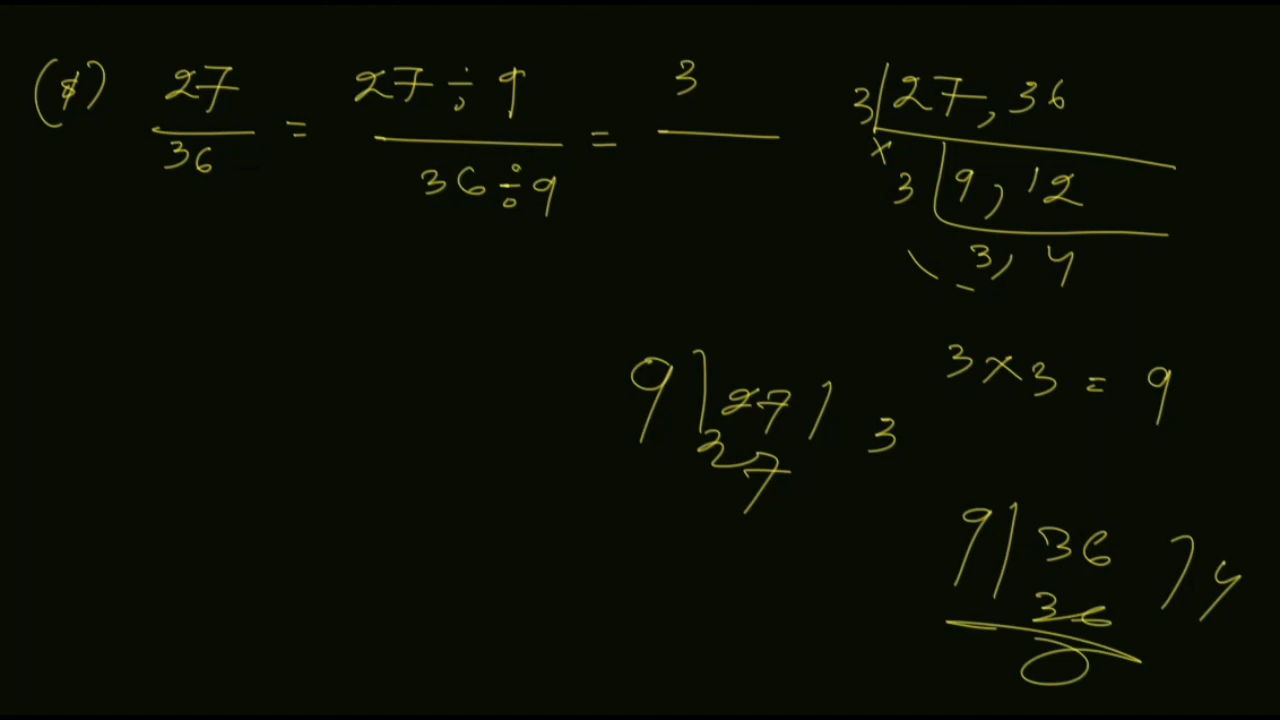 27/36 = 27 ÷ 9 / 36 ÷ 9 = 3/
3 | 27, 36
× 3 | 9, 12
3, 4
3 × 3 = 9
9 ) 27 ) 3
27
9 ) 36 ) 4
36
0